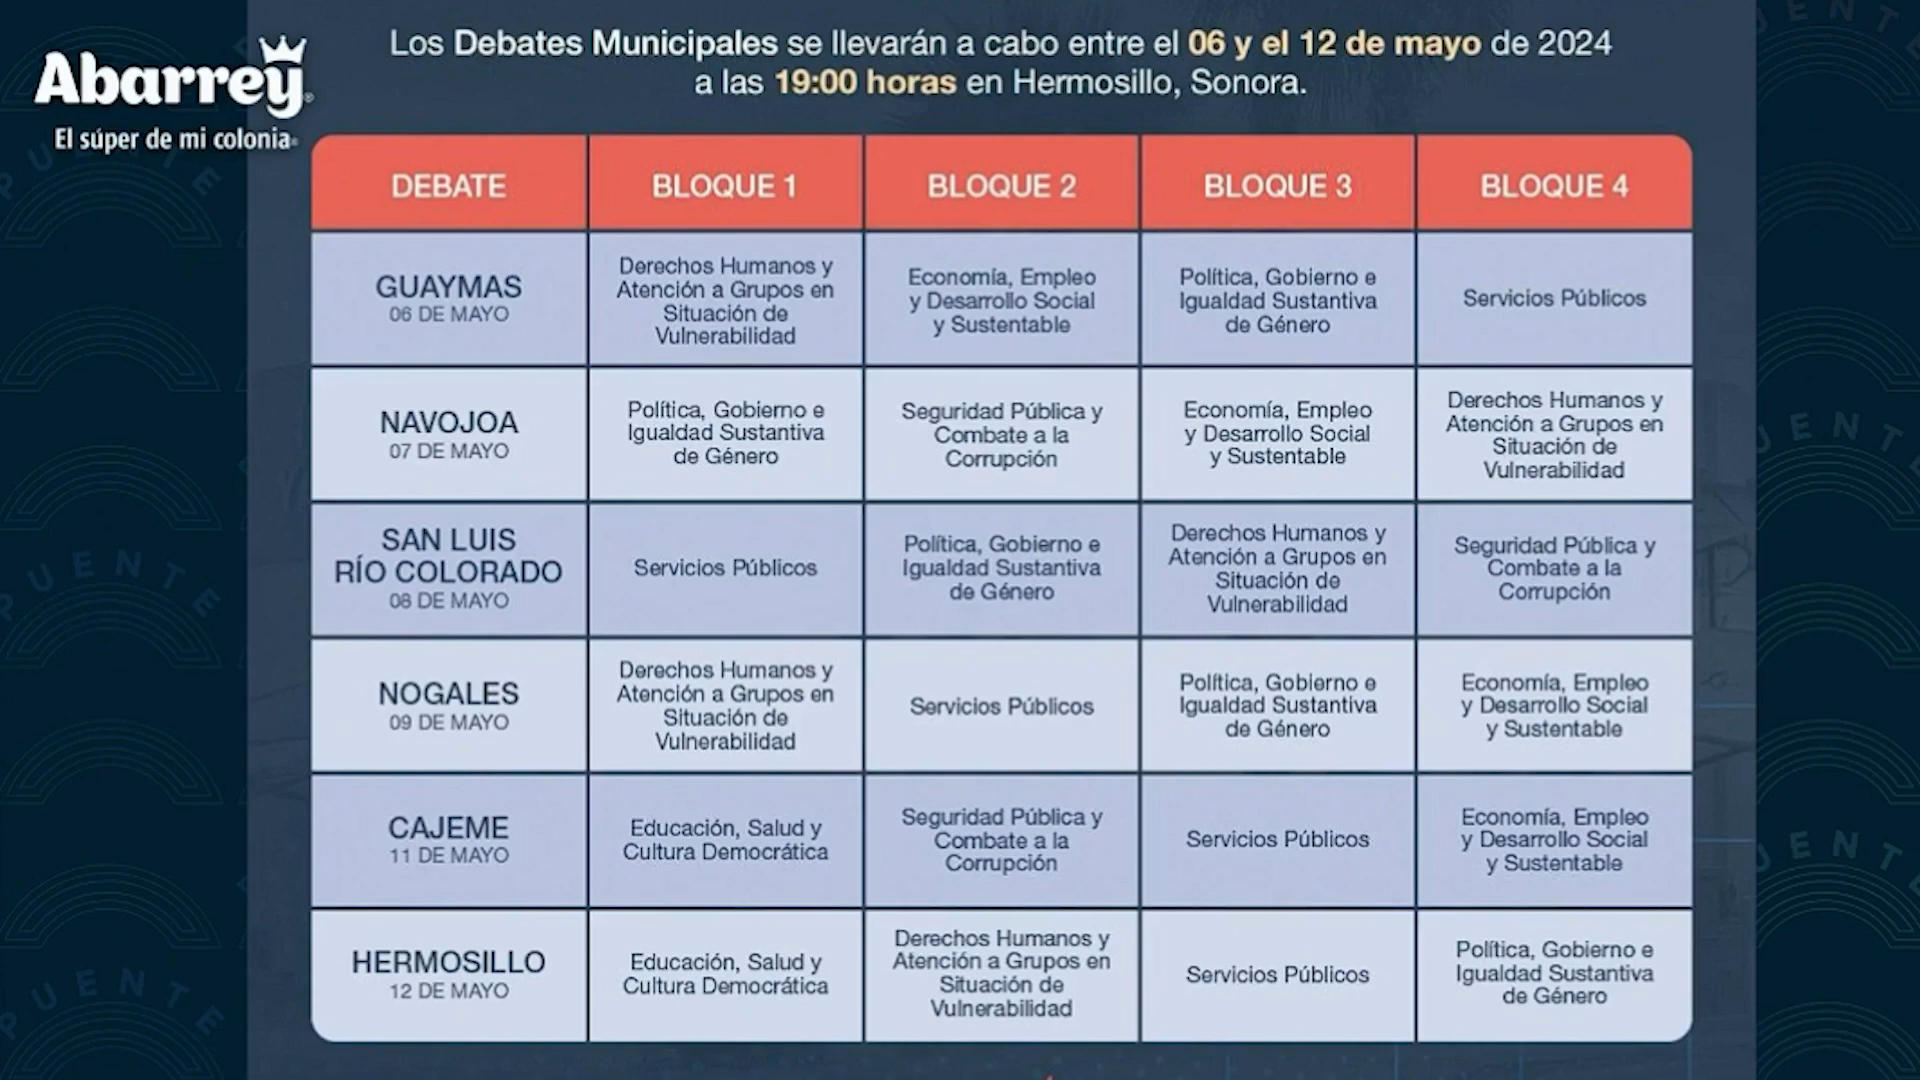 Abarrey
El súper de mi colonia
Los Debates Municipales se llevarán a cabo entre el 06 y el 12 de mayo de 2024
a las 19:00 horas en Hermosillo, Sonora.
DEBATE
BLOQUE 1
BLOQUE 2
BLOQUE 3
BLOQUE 4
GUAYMAS
06 DE MAYO
Derechos Humanos y
Atención a Grupos en
Situación de
Vulnerabilidad
Economía, Empleo
y Desarrollo Social
y Sustentable
Política, Gobierno e
Igualdad Sustantiva
de Género
Servicios Públicos
NAVOJOA
07 DE MAYO
Política, Gobierno e
Igualdad Sustantiva
de Género
Seguridad Pública y
Combate a la
Corrupción
Economía, Empleo
y Desarrollo Social
y Sustentable
Derechos Humanos y
Atención a Grupos en
Situación de
Vulnerabilidad
SAN LUIS
RÍO COLORADO
08 DE MAYO
Servicios Públicos
Política, Gobierno e
Igualdad Sustantiva
de Género
Derechos Humanos y
Atención a Grupos en
Situación de
Vulnerabilidad
Seguridad Pública y
Combate a la
Corrupción
NOGALES
09 DE MAYO
Derechos Humanos y
Atención a Grupos en
Situación de
Vulnerabilidad
Servicios Públicos
Política, Gobierno e
Igualdad Sustantiva
de Género
Economía, Empleo
y Desarrollo Social
y Sustentable
CAJEME
11 DE MAYO
Educación, Salud y
Cultura Democrática
Seguridad Pública y
Combate a la
Corrupción
Servicios Públicos
Economía, Empleo
y Desarrollo Social
y Sustentable
HERMOSILLO
12 DE MAYO
Educación, Salud y
Cultura Democrática
Derechos Humanos y
Atención a Grupos en
Situación de
Vulnerabilidad
Servicios Públicos
Política, Gobierno e
Igualdad Sustantiva
de Género
PUENTE
PUENTE